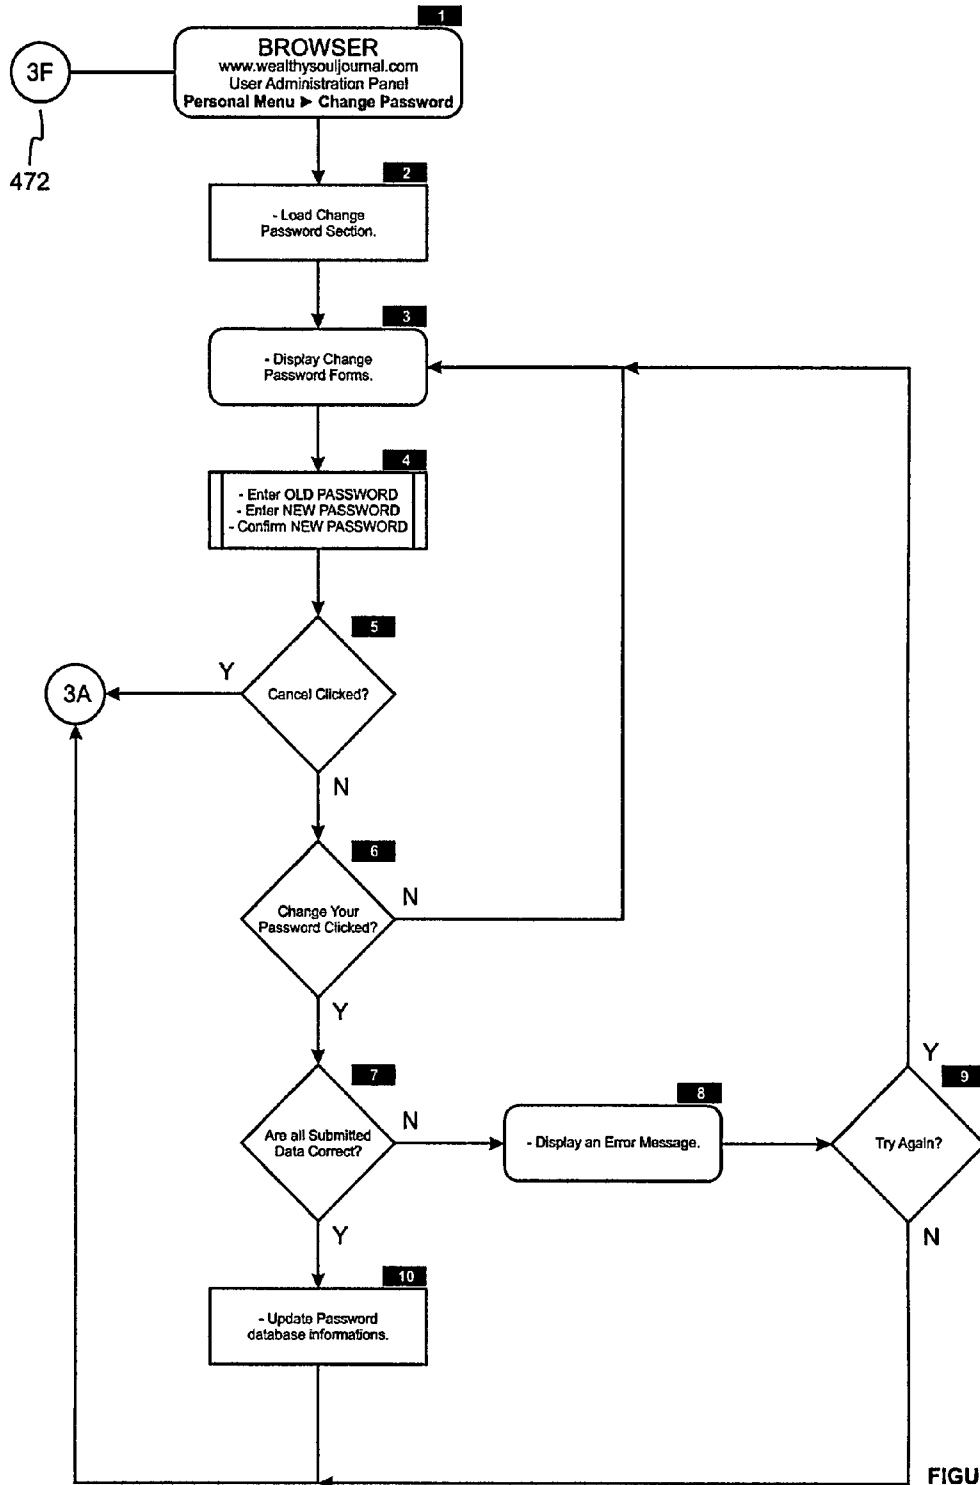 1
3F
BROWSER
www.wealthysouljournal.com
User Administration Panel
Personal Menu ➤ Change Password
472
2
- Load Change
Password Section.
3
- Display Change
Password Forms.
4
- Enter OLD PASSWORD
- Enter NEW PASSWORD
- Confirm NEW PASSWORD
5
Y
3A
Cancel Clicked?
N
6
N
Change Your
Password Clicked?
Y
7
N
Are all Submitted
Data Correct?
Y
8
- Display an Error Message.
Y
9
Try Again?
N
10
- Update Password
database informations.
FIGU